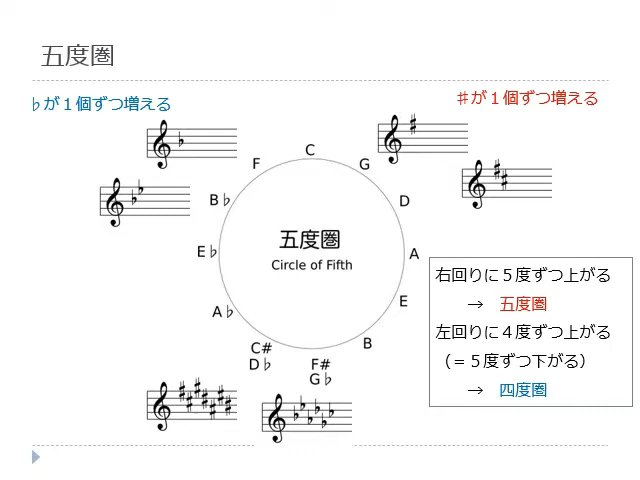 五度圏
♭が１個ずつ増える
♯が１個ずつ増える
C
F
G
B♭
D
五度圏
Circle of Fifth
E♭
A
A♭
E
C#
D♭
F#
G♭
B
右回りに５度ずつ上がる
→ 五度圏
左回りに４度ずつ上がる
（＝５度ずつ下がる）
→ 四度圏